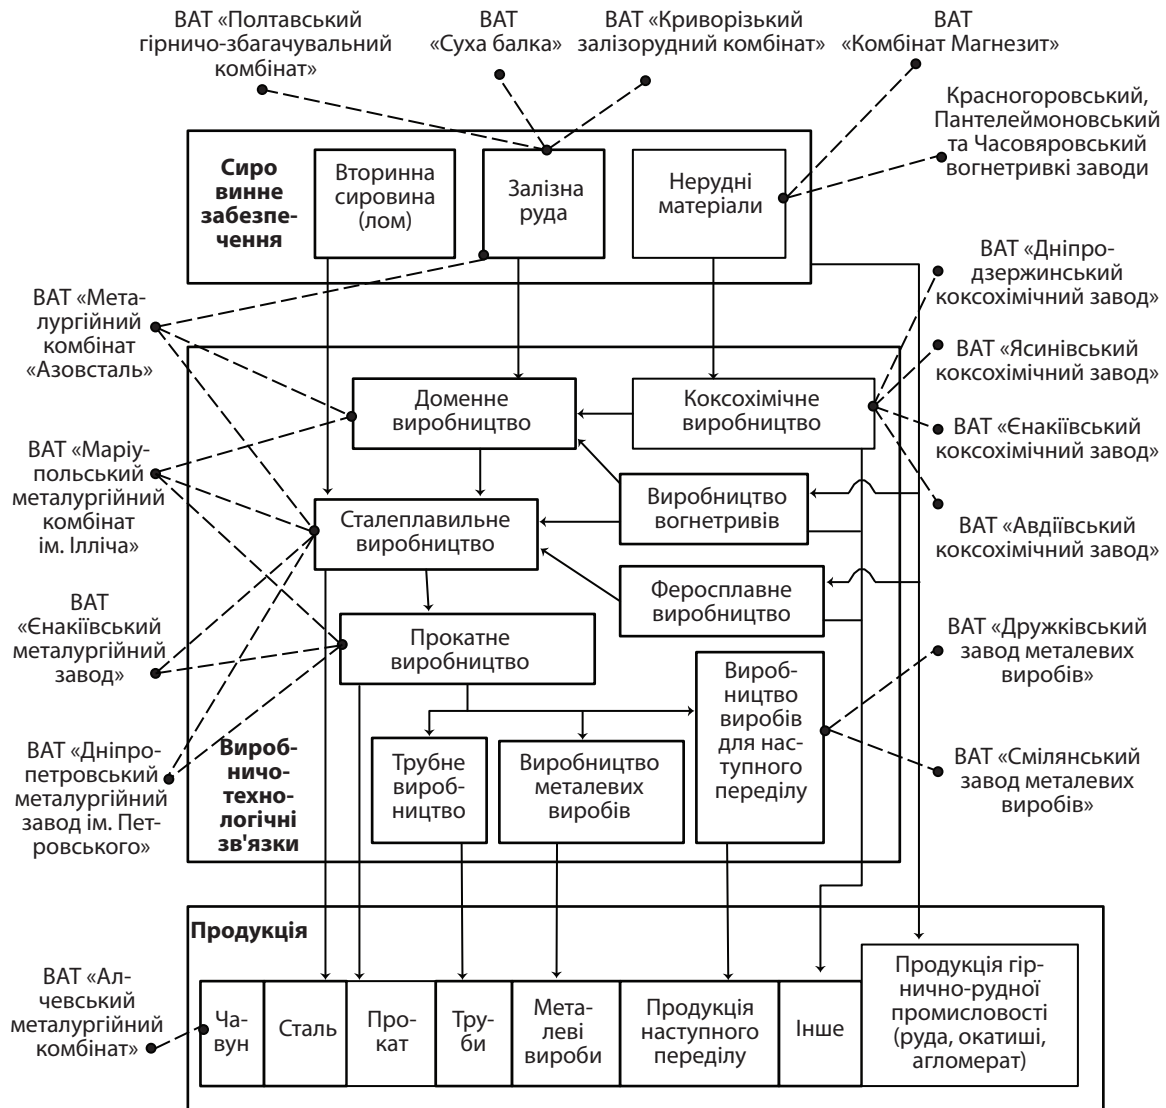 ВАТ «Полтавський
гірничо-збагачувальний
комбінат»
ВАТ
«Суха балка»
ВАТ «Криворізький
залізорудний комбінат»
ВАТ
«Комбінат Магнезит»
Красногоровський,
Пантелеймоновський
та Часовяровський
вогнетривкі заводи
Сиро
винне
забезпе-
чення
Вторинна
сировина
(лом)
Залізна
руда
Нерудні
матеріали
ВАТ «Мета-
лургійний
комбінат
«Азовсталь»
ВАТ «Дніпро-
дзержинський
коксохімічний завод»
ВАТ «Ясинівський
коксохімічний завод»
ВАТ «Єнакіївський
коксохімічний завод»
ВАТ «Авдіївський
коксохімічний завод»
Доменне
виробництво
Коксохімічне
виробництво
ВАТ «Маріу-
польський
металургійний
комбінат
ім. Ілліча»
Сталеплавильне
виробництво
Виробництво
вогнетривів
Феросплавне
виробництво
ВАТ
«Єнакіївський
металургійний
завод»
Прокатне
виробництво
Вироб-
ництво
виробів
для нас-
тупного
переділу
ВАТ «Дружківський
завод металевих
виробів»
ВАТ «Смілянський
завод металевих
виробів»
ВАТ «Дніпро-
петровський
металургійний
завод ім. Пет-
ровського»
Вироб-
ничо-
техно-
логічні
зв'язки
Трубне
вироб-
ництво
Виробництво
металевих
виробів
Продукція
ВАТ «Ал-
чевський
металургійний
комбінат»
Ча-
вун
Сталь
Про-
кат
Тру-
би
Мета-
леві
вироби
Продукція
наступного
переділу
Інше
Продукція гір-
нично-рудної
промисловості
(руда, окатиші,
агломерат)